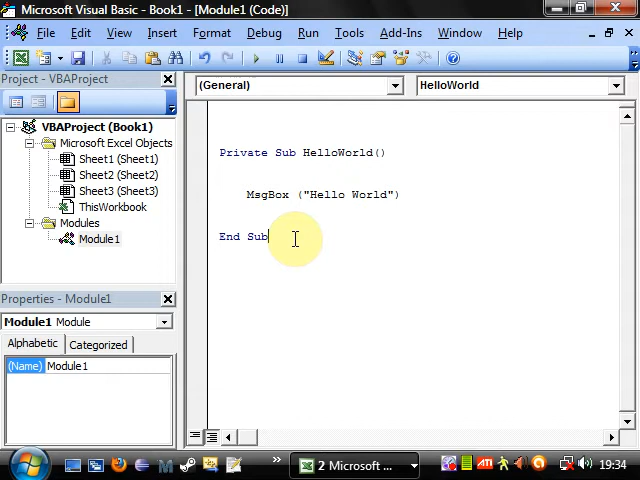 Microsoft Visual Basic - Book1 - [Module1 (Code)]
File Edit View Insert Format Debug Run Tools Add-Ins Window Help
Project - VBAProject
(General) HelloWorld
VBAProject (Book1)
Microsoft Excel Objects
Sheet1 (Sheet1)
Sheet2 (Sheet2)
Sheet3 (Sheet3)
ThisWorkbook
Modules
Module1
Private Sub HelloWorld()
MsgBox ("Hello World")
End Sub
Properties - Module1
Module1 Module
Alphabetic Categorized
(Name) Module1
2 Microsoft ...
ATI
19:34